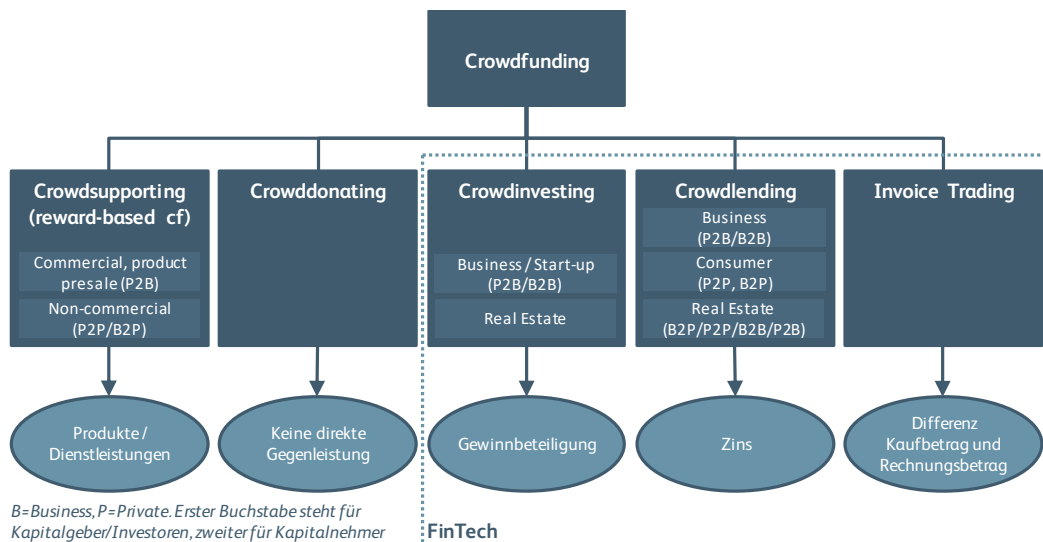 Crowdfunding
Crowdsupporting
(reward-based cf)
Commercial, product
presale (P2B)
Non-commercial
(P2P/B2P)
Crowddonating
Crowdinvesting
Business / Start-up
(P2B/B2B)
Real Estate
Crowdlending
Business
(P2B/B2B)
Consumer
(P2P, B2P)
Real Estate
(B2P/P2P/B2B/P2B)
Invoice Trading
Produkte /
Dienstleistungen
Keine direkte
Gegenleistung
Gewinnbeteiligung
Zins
Differenz
Kaufbetrag und
Rechnungsbetrag
B=Business, P=Private. Erster Buchstabe steht für
Kapitalgeber/Investoren, zweiter für Kapitalnehmer
FinTech